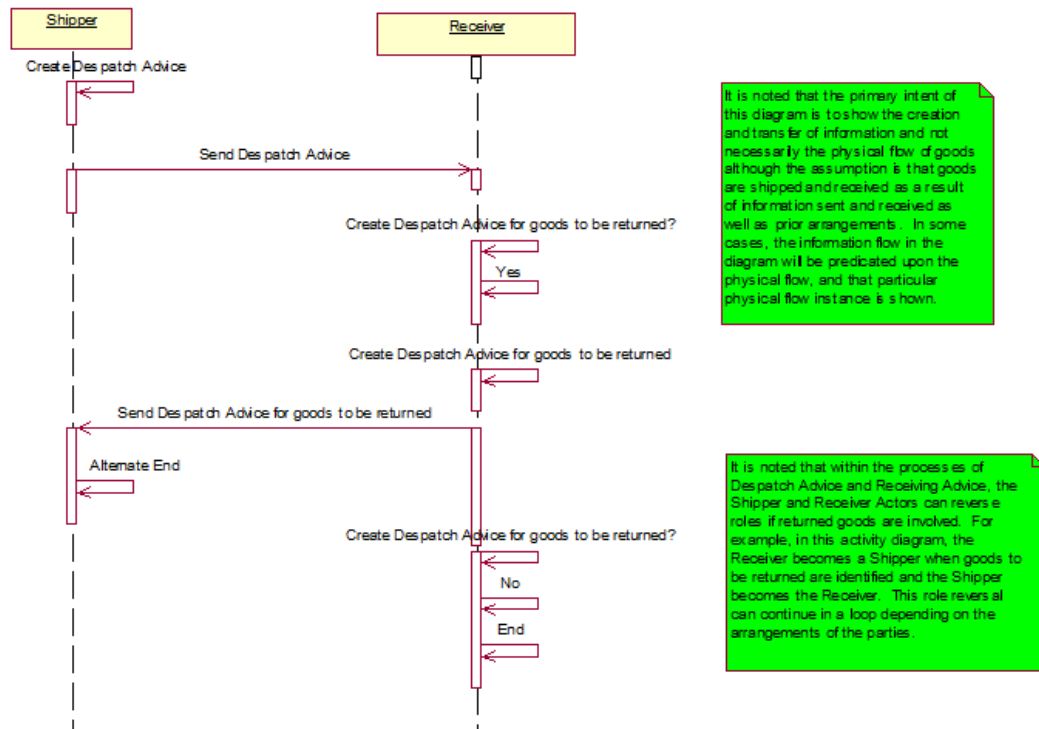 Shipper
Receiver
Create Despatch Advice
Send Despatch Advice
Create Despatch Advice for goods to be returned?
Yes
Create Despatch Advice for goods to be returned
Send Despatch Advice for goods to be returned
Alternate End
Create Despatch Advice for goods to be returned?
No
End
It is noted that the primary intent of
this diagram is to show the creation
and transfer of information and not
necessarily the physical flow of goods
although the assumption is that goods
are shipped and received as a result
of information sent and received as
well as prior arrangements. In some
cases, the information flow in the
diagram will be predicated upon the
physical flow, and that particular
physical flow instance is shown.
It is noted that within the processes of
Despatch Advice and Receiving Advice, the
Shipper and Receiver Actors can reverse
roles if returned goods are involved. For
example, in this activity diagram, the
Receiver becomes a Shipper when goods to
be returned are identified and the Shipper
becomes the Receiver. This role reversal
can continue in a loop depending on the
arrangements of the parties.